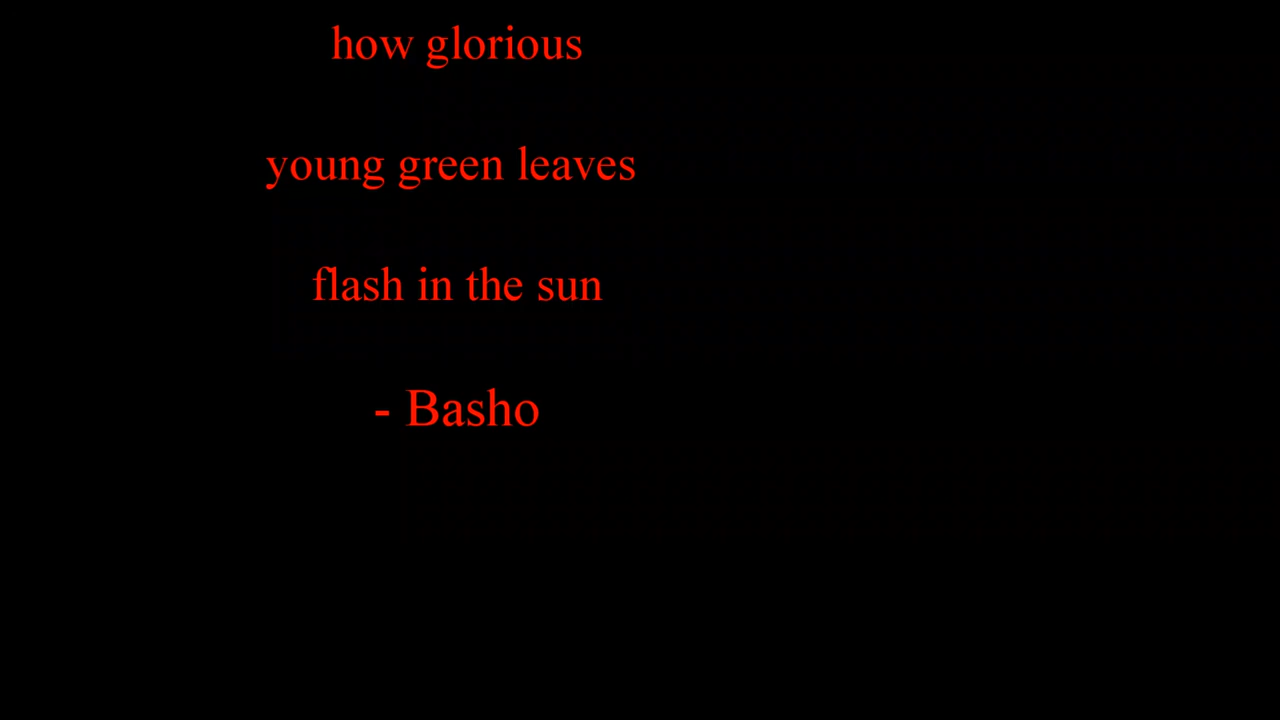 how glorious
young green leaves
flash in the sun
- Basho